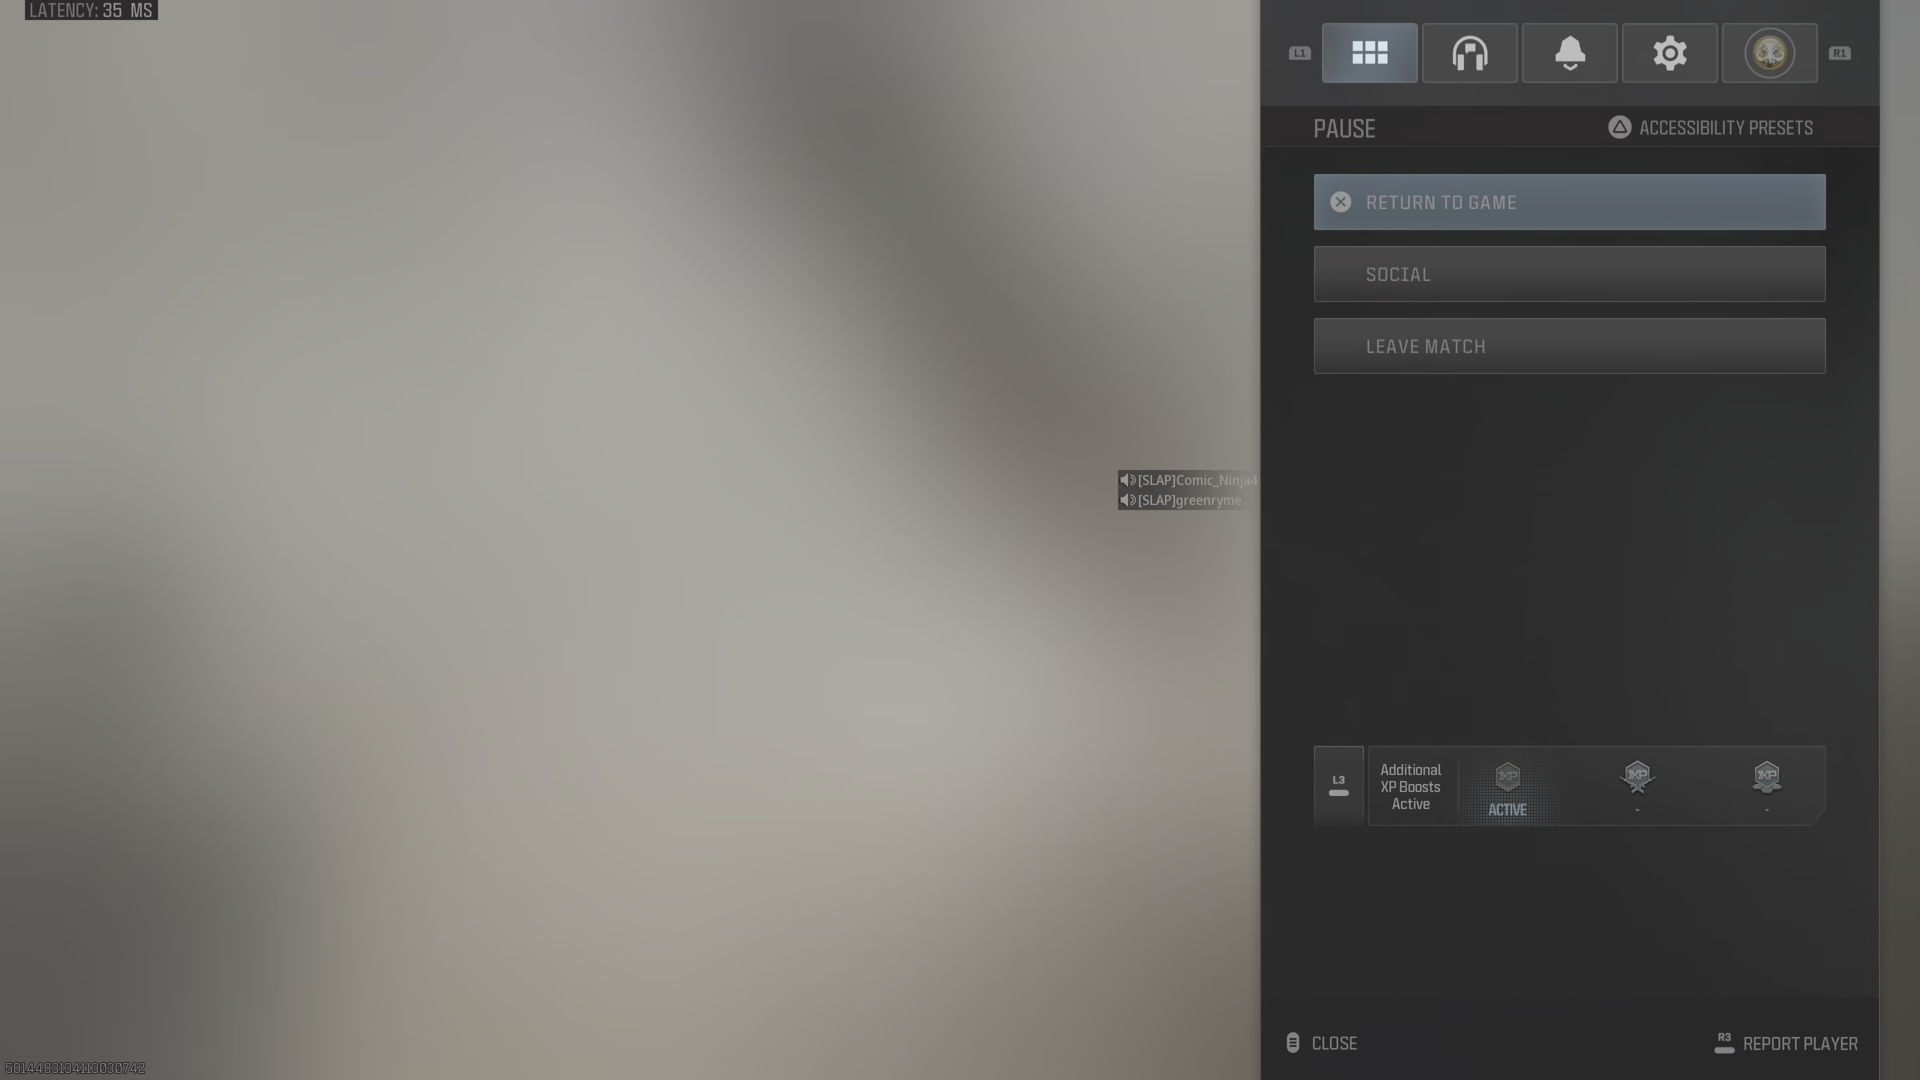 LATENCY: 35 MS
L1
R1
PAUSE
ACCESSIBILITY PRESETS
RETURN TO GAME
SOCIAL
LEAVE MATCH
[SLAP]Comic_Ninja4
[SLAP]greenryme
L3
Additional
XP Boosts
Active
XP
ACTIVE
XP
-
XP
-
CLOSE
R3
REPORT PLAYER